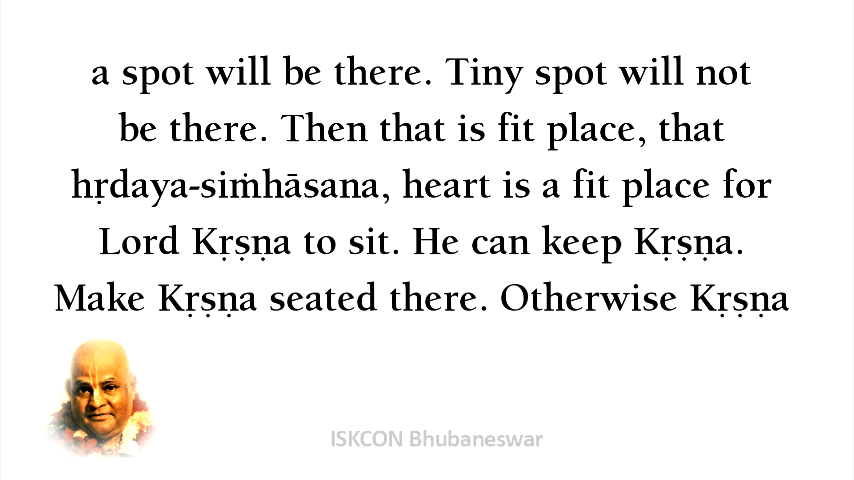 a spot will be there. Tiny spot will not
be there. Then that is fit place, that
hṛdaya-siṁhāsana, heart is a fit place for
Lord Kṛṣṇa to sit. He can keep Kṛṣṇa.
Make Kṛṣṇa seated there. Otherwise Kṛṣṇa
ISKCON Bhubaneswar